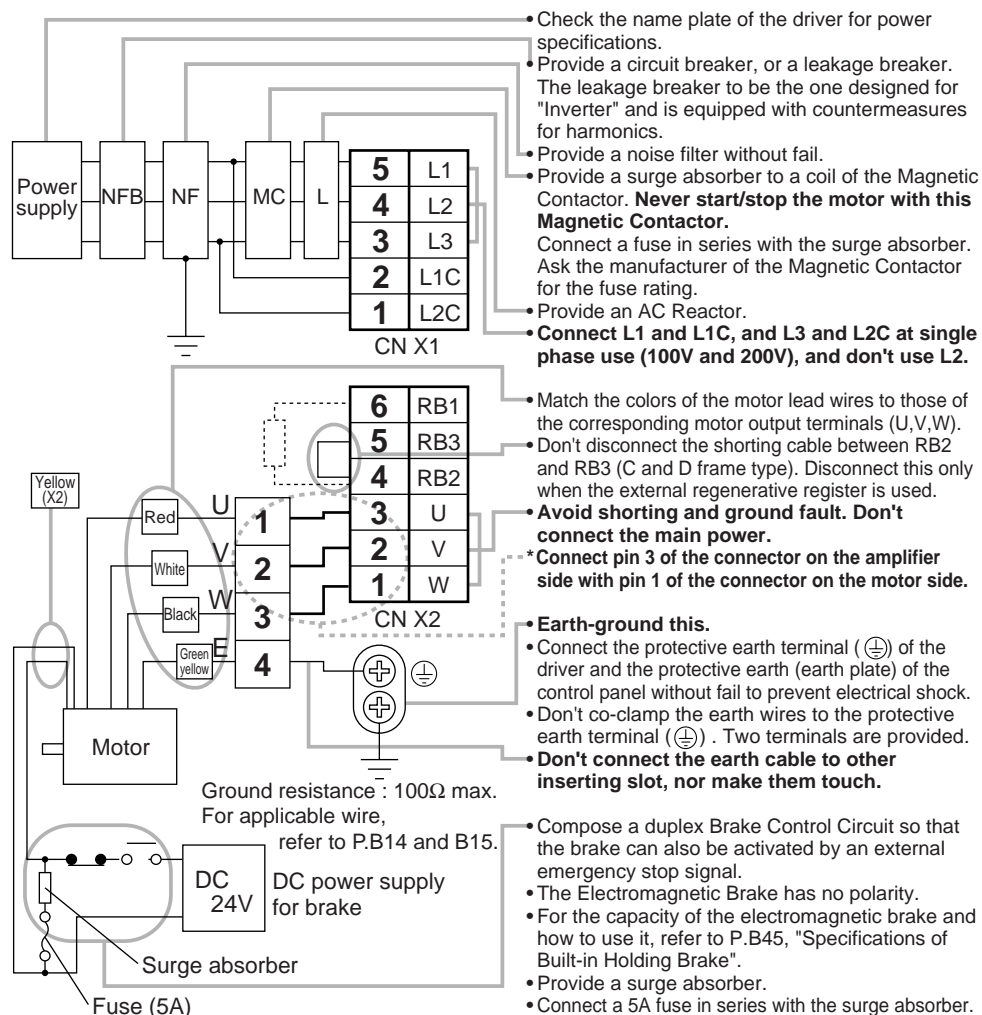 • Check the name plate of the driver for power
specifications.
• Provide a circuit breaker, or a leakage breaker.
The leakage breaker to be the one designed for
"Inverter" and is equipped with countermeasures
for harmonics.
• Provide a noise filter without fail.
• Provide a surge absorber to a coil of the Magnetic
Contactor. Never start/stop the motor with this
Magnetic Contactor.
Connect a fuse in series with the surge absorber.
Ask the manufacturer of the Magnetic Contactor
for the fuse rating.
• Provide an AC Reactor.
• Connect L1 and L1C, and L3 and L2C at single
phase use (100V and 200V), and don't use L2.
Power
supply
NFB
NF
MC
L
5 L1
4 L2
3 L3
2 L1C
1 L2C
CN X1
• Match the colors of the motor lead wires to those of
the corresponding motor output terminals (U,V,W).
• Don't disconnect the shorting cable between RB2
and RB3 (C and D frame type). Disconnect this only
when the external regenerative register is used.
• Avoid shorting and ground fault. Don't
connect the main power.
* Connect pin 3 of the connector on the amplifier
side with pin 1 of the connector on the motor side.
6 RB1
5 RB3
4 RB2
3 U
2 V
1 W
CN X2
Yellow
(X2)
Red U 1
White V 2
Black W 3
Green
yellow E 4
Motor
• Earth-ground this.
• Connect the protective earth terminal (⏚) of the
driver and the protective earth (earth plate) of the
control panel without fail to prevent electrical shock.
• Don't co-clamp the earth wires to the protective
earth terminal (⏚) . Two terminals are provided.
• Don't connect the earth cable to other
inserting slot, nor make them touch.
Ground resistance : 100Ω max.
For applicable wire,
refer to P.B14 and B15.
DC
24V
DC power supply
for brake
Surge absorber
Fuse (5A)
• Compose a duplex Brake Control Circuit so that
the brake can also be activated by an external
emergency stop signal.
• The Electromagnetic Brake has no polarity.
• For the capacity of the electromagnetic brake and
how to use it, refer to P.B45, "Specifications of
Built-in Holding Brake".
• Provide a surge absorber.
• Connect a 5A fuse in series with the surge absorber.